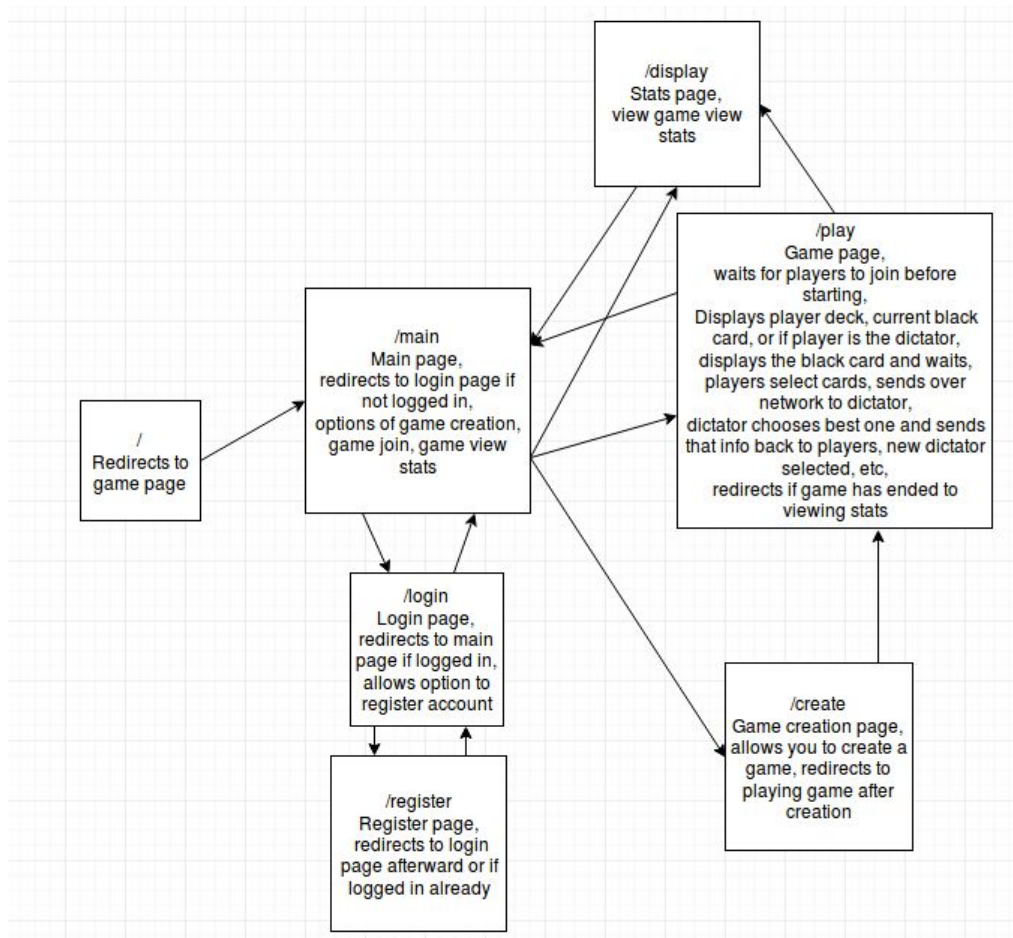 /display
Stats page,
view game view
stats
/play
Game page,
waits for players to join before
starting,
Displays player deck, current black
card, or if player is the dictator,
displays the black card and waits,
players select cards, sends over
network to dictator,
dictator chooses best one and sends
that info back to players, new dictator
selected, etc,
redirects if game has ended to
viewing stats
/main
Main page,
redirects to login page if
not logged in,
options of game creation,
game join, game view
stats
/
Redirects to
game page
/login
Login page,
redirects to main
page if logged in,
allows option to
register account
/create
Game creation page,
allows you to create a
game, redirects to
playing game after
creation
/register
Register page,
redirects to login
page afterward or if
logged in already